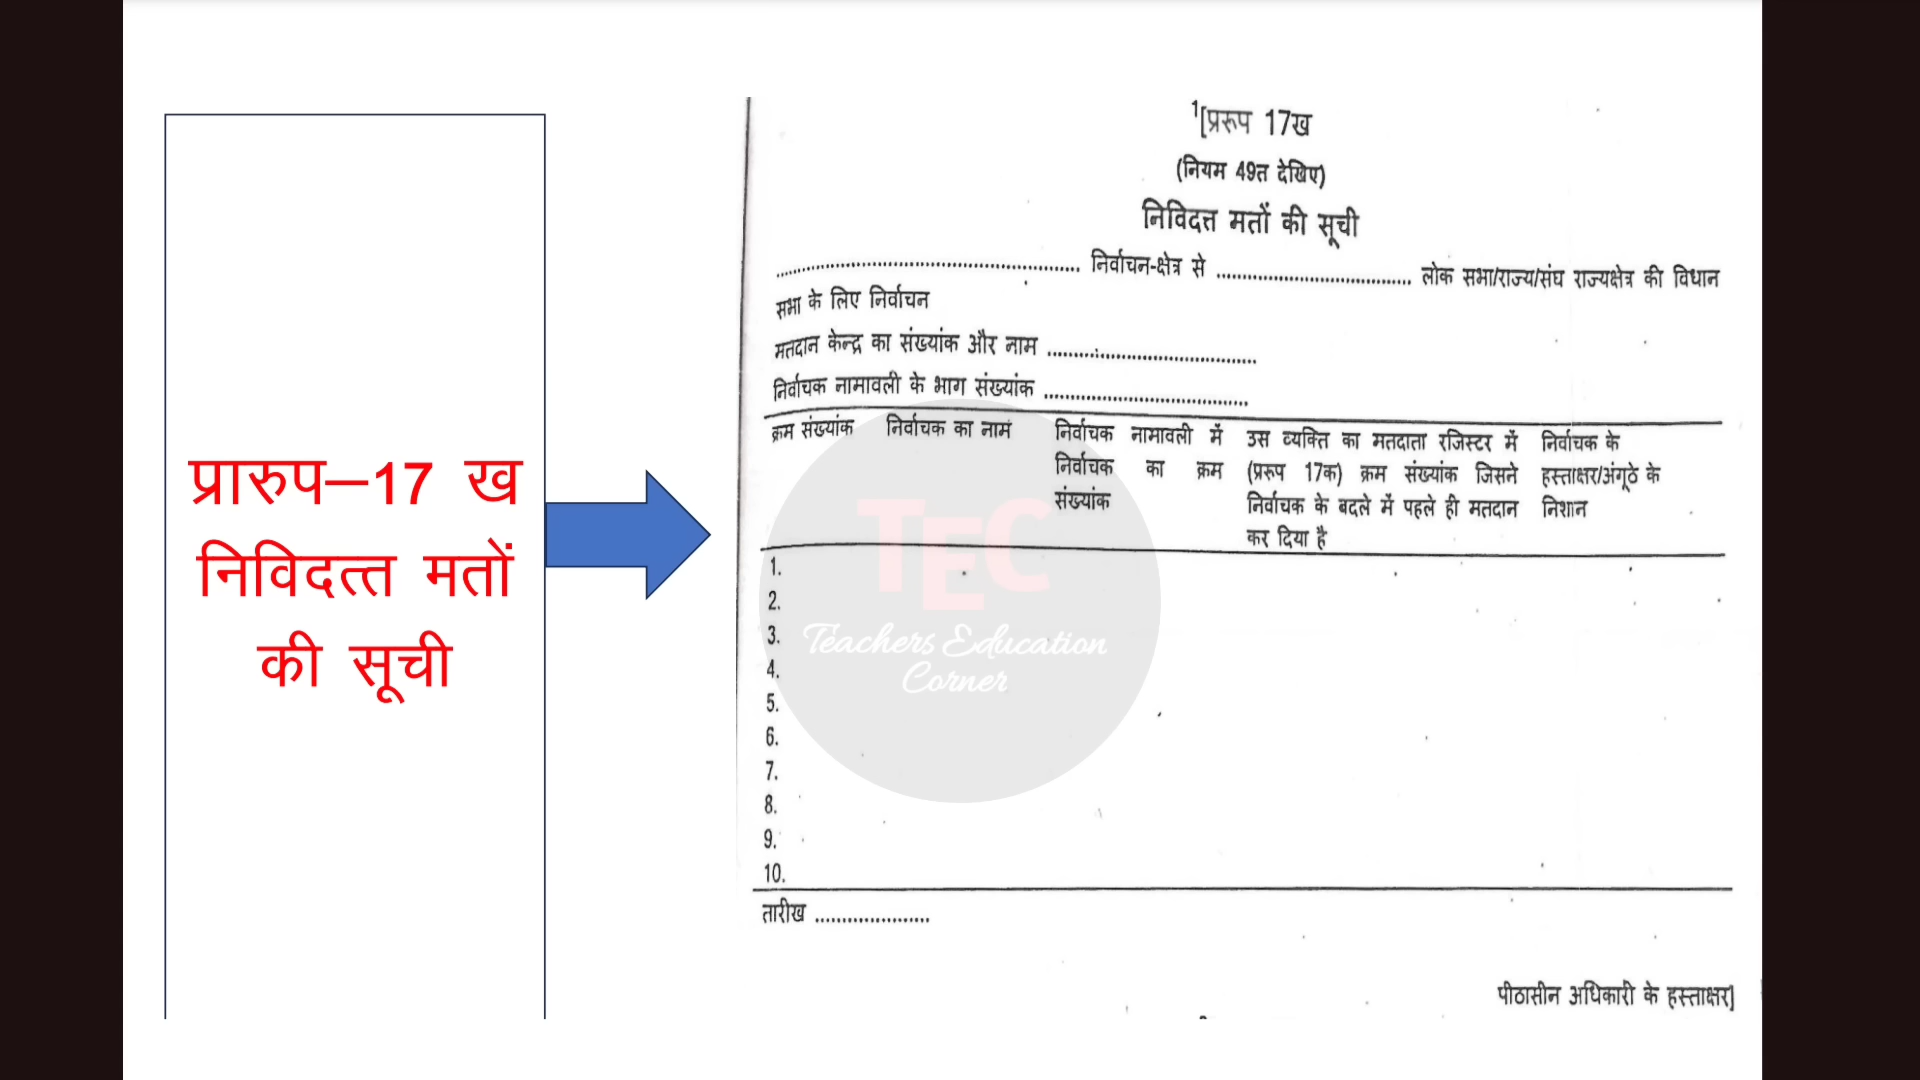 प्रारुप–17 ख
निविदत्त मतों
की सूची
1[प्ररूप 17ख
(नियम 49त देखिए)
निविदत्त मतों की सूची
......................................................... निर्वाचन-क्षेत्र से ..................................... लोक सभा/राज्य/संघ राज्यक्षेत्र की विधान
सभा के लिए निर्वाचन
मतदान केन्द्र का संख्यांक और नाम .......................................
निर्वाचक नामावली के भाग संख्यांक .......................................
क्रम संख्यांक निर्वाचक का नाम निर्वाचक नामावली में उस व्यक्ति का मतदाता रजिस्टर में निर्वाचक के
निर्वाचक का क्रम (प्ररूप 17क) क्रम संख्यांक जिसने हस्ताक्षर/अंगूठे के
संख्यांक निर्वाचक के बदले में पहले ही मतदान निशान
कर दिया है
1.
2.
3.
4.
5.
6.
7.
8.
9.
10.
TEC
Teachers Education
Corner
तारीख ......................
पीठासीन अधिकारी के हस्ताक्षर]